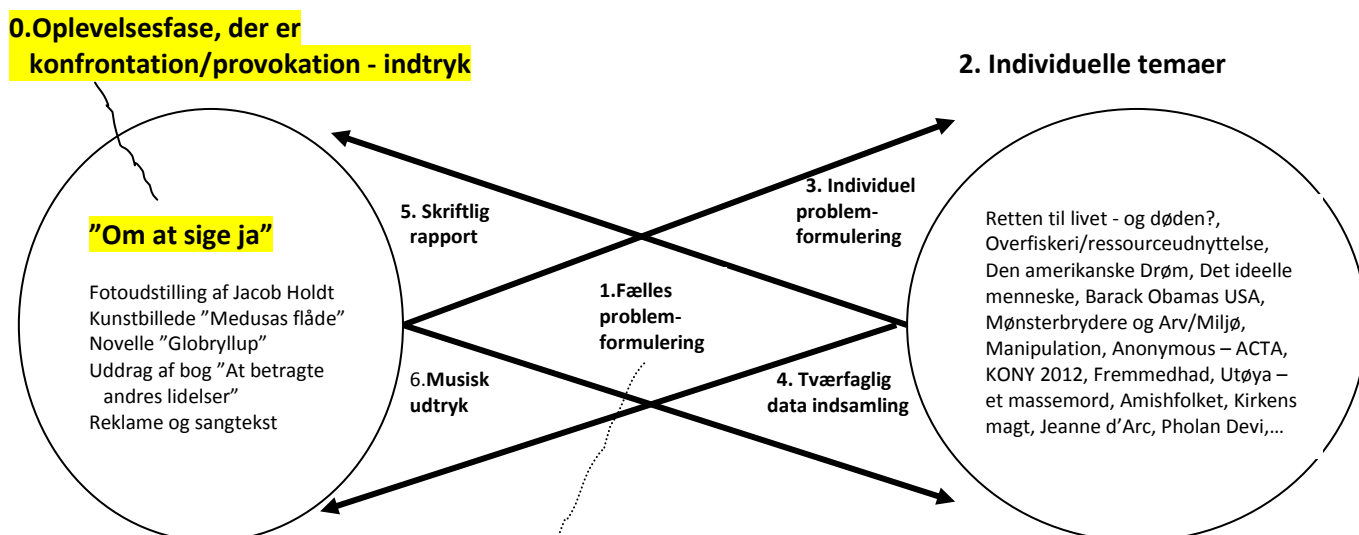 0.Oplevelsesfase, der er
konfrontation/provokation - indtryk
2. Individuelle temaer
”Om at sige ja”
Fotoudstilling af Jacob Holdt
Kunstbillede ”Medusas flåde”
Novelle ”Globryllup”
Uddrag af bog ”At betragte
andres lidelser”
Reklame og sangtekst
5. Skriftlig
rapport
3. Individuel
problem-
formulering
1.Fælles
problem-
formulering
6.Musisk
udtryk
4. Tværfaglig
data indsamling
Retten til livet - og døden?,
Overfiskeri/ressourceudnyttelse,
Den amerikanske Drøm, Det ideelle
menneske, Barack Obamas USA,
Mønsterbrydere og Arv/Miljø,
Manipulation, Anonymous – ACTA,
KONY 2012, Fremmedhad, Utøya –
et massemord, Amishfolket, Kirkens
magt, Jeanne d’Arc, Pholan Devi,…